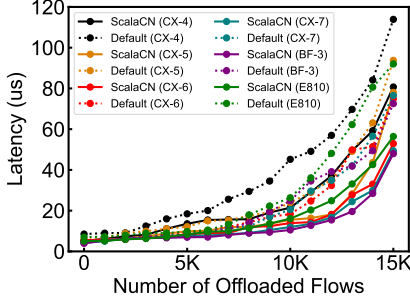 120
100
80
60
40
20
0
Latency (us)
ScalaCN (CX-4)
Default (CX-4)
ScalaCN (CX-5)
Default (CX-5)
ScalaCN (CX-6)
Default (CX-6)
ScalaCN (CX-7)
Default (CX-7)
ScalaCN (BF-3)
Default (BF-3)
ScalaCN (E810)
Default (E810)
0 5K 10K 15K
Number of Offloaded Flows